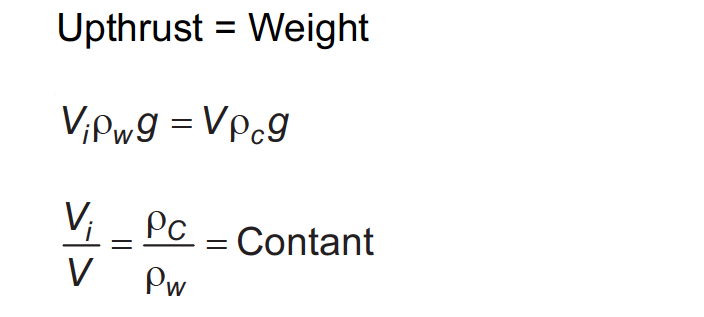 Upthrust = Weight
V_iρ_wg = Vρ_cg
V_i/V = ρ_C/ρ_w = Contant